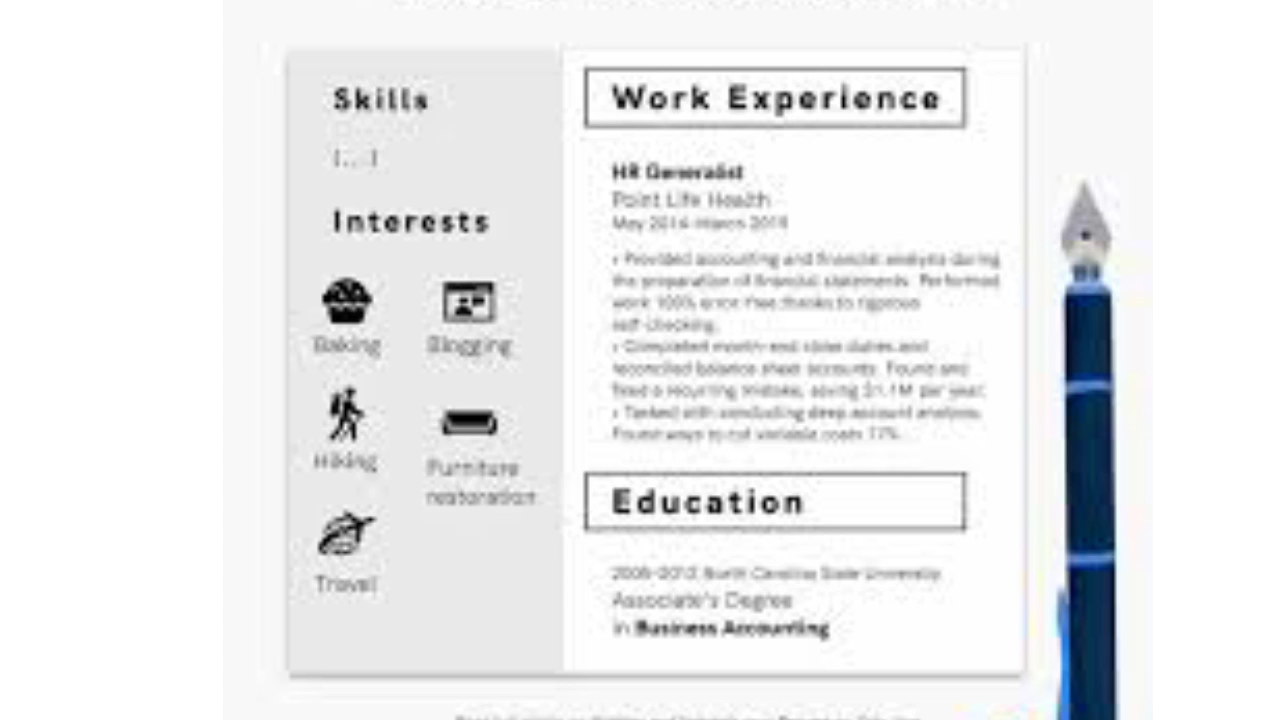 Skills
[...]
Interests
Baking
Blogging
Hiking
Furniture
restoration
Travel
Work Experience
HR Generalist
Point Life Health
May 2014-March 2019
• Provided accounting and financial analysis during
the preparation of financial statements. Performed
work 100% error-free thanks to rigorous
self-checking.
• Completed month-end close duties and
reconciled balance sheet accounts. Found and
fixed a recurring mistake, saving $1.1M per year.
• Tasked with conducting deep account analysis.
Found ways to cut variable costs 17%.
Education
North Carolina State University
Associate's Degree
in Business Accounting